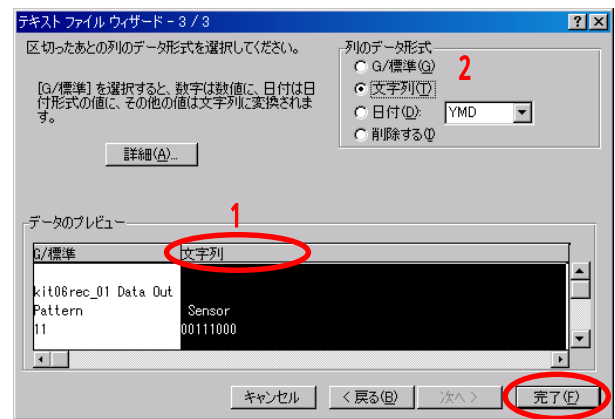 テキスト ファイル ウィザード - 3 / 3
区切ったあとの列のデータ形式を選択してください。
[G/標準] を選択すると、数字は数値に、日付は日
付形式の値に、その他の値は文字列に変換されま
す。
詳細(A)...
列のデータ形式
G/標準(G)
2
文字列(T)
日付(D):
YMD
削除する(I)
1
データのプレビュー
G/標準 文字列
kit06rec_01 Data Out
Pattern Sensor
11 00111000
キャンセル
< 戻る(B)
次へ >
完了(F)